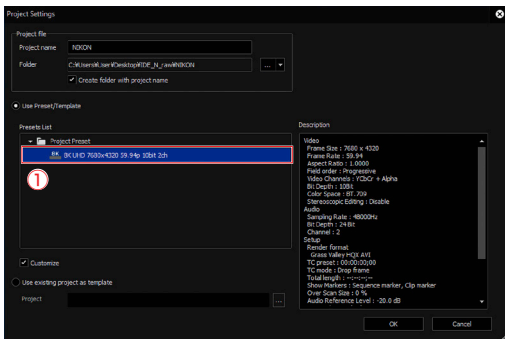 Project Settings
Project file
Project name NIKON
Folder C:¥Users¥User¥Desktop¥IDE_N_raw¥NIKON ...
Create folder with project name
Use Preset/Template
Presets List
Project Preset
8K 8K UHD 7680x4320 59.94p 10bit 2ch
①
Customize
Use existing project as template
Project ...
Description
Video
Frame Size : 7680 x 4320
Frame Rate : 59.94
Aspect Ratio : 1.0000
Field order : Progressive
Video Channels : YCbCr + Alpha
Bit Depth : 10Bit
Color Space : BT.709
Stereoscopic Editing : Disable
Audio
Sampling Rate : 48000Hz
Bit Depth : 24 Bit
Channel : 2
Setup
Render format
Grass Valley HQX AVI
TC preset : 00:00:00;00
TC mode : Drop frame
Total length : --:--:--;--
Show Markers : Sequence marker, Clip marker
Over Scan Size : 0 %
Audio Reference Level : -20.0 dB
OK Cancel